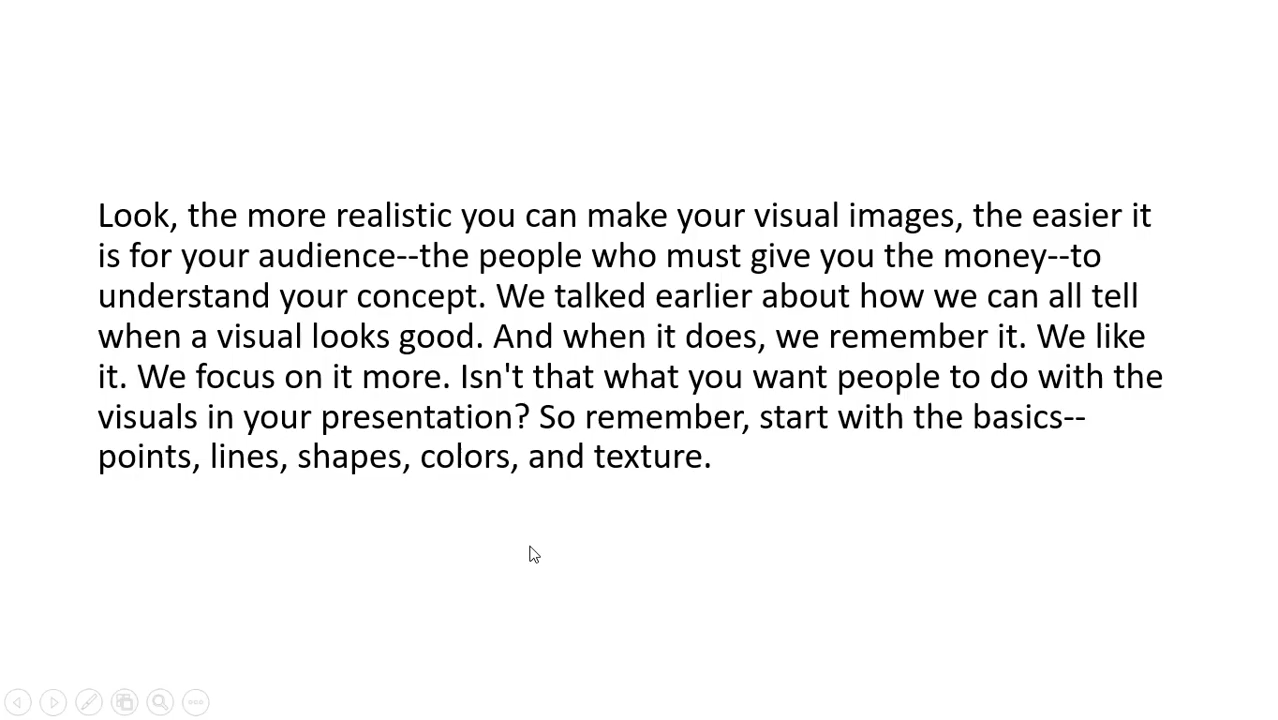 Look, the more realistic you can make your visual images, the easier it
is for your audience--the people who must give you the money--to
understand your concept. We talked earlier about how we can all tell
when a visual looks good. And when it does, we remember it. We like
it. We focus on it more. Isn't that what you want people to do with the
visuals in your presentation? So remember, start with the basics--
points, lines, shapes, colors, and texture.